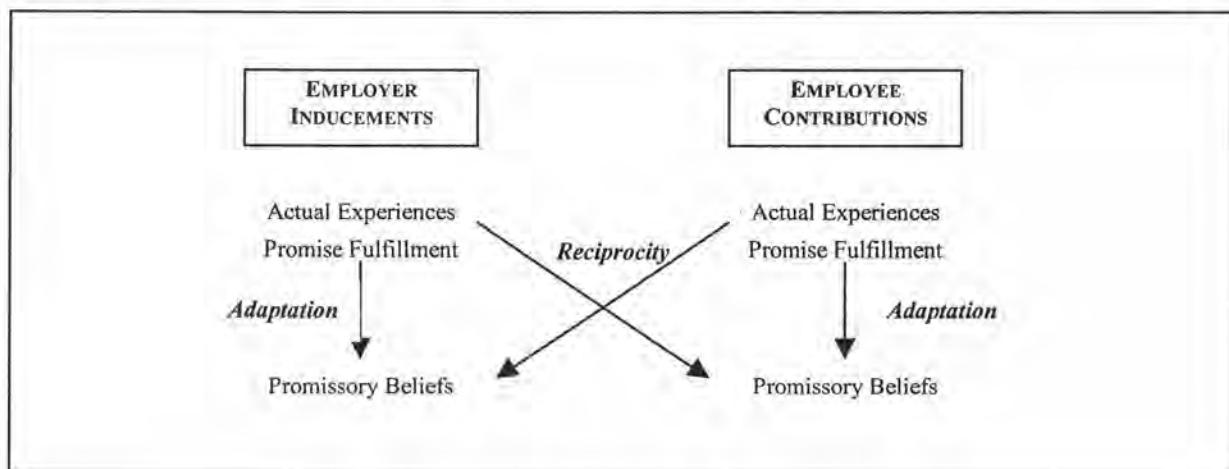 EMPLOYER
INDUCEMENTS
EMPLOYEE
CONTRIBUTIONS
Actual Experiences
Promise Fulfillment
Actual Experiences
Promise Fulfillment
Reciprocity
Adaptation
Adaptation
Promissory Beliefs
Promissory Beliefs